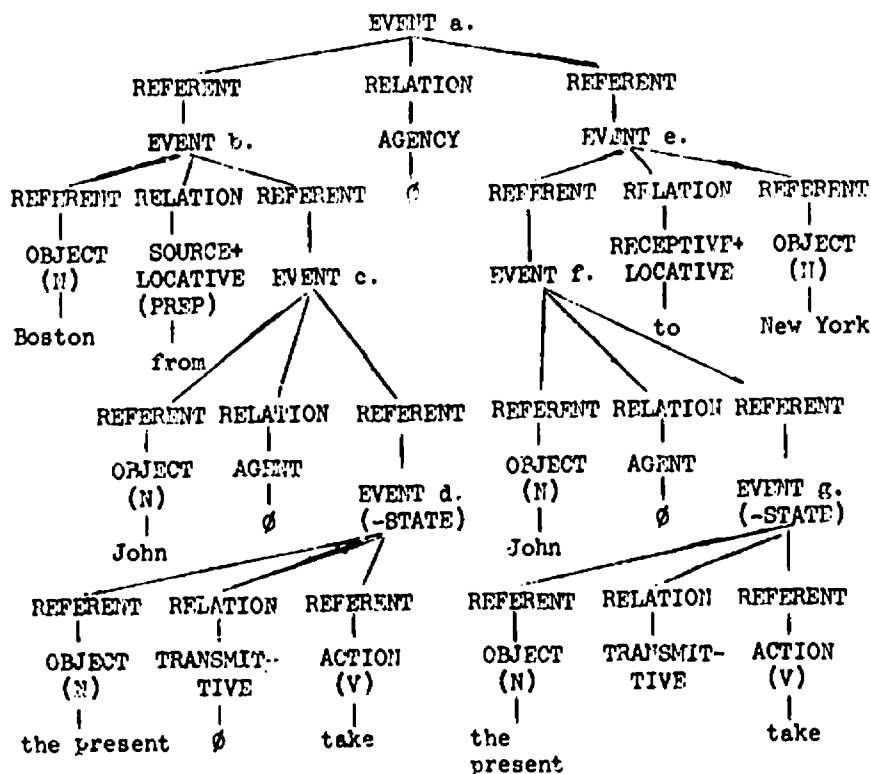 EVENT a.
REFERENT RELATION REFERENT
EVENT b. AGENCY EVENT e.
REFERENT RELATION REFERENT ∅ REFERENT RELATION REFERENT
OBJECT SOURCE+ RECEPTIVE+ OBJECT
(N) LOCATIVE EVENT c. EVENT f. LOCATIVE (N)
(PREP)
Boston to New York
from
REFERENT RELATION REFERENT REFERENT RELATION REFERENT
OBJECT AGENT OBJECT AGENT
(N) EVENT d. (N) EVENT g.
∅ (-STATE) ∅ (-STATE)
John John
REFERENT RELATION REFERENT REFERENT RELATION REFERENT
OBJECT TRANSMIT- ACTION OBJECT TRANSMIT- ACTION
(N) TIVE (V) (N) TIVE (V)
the present ∅ take the take
present